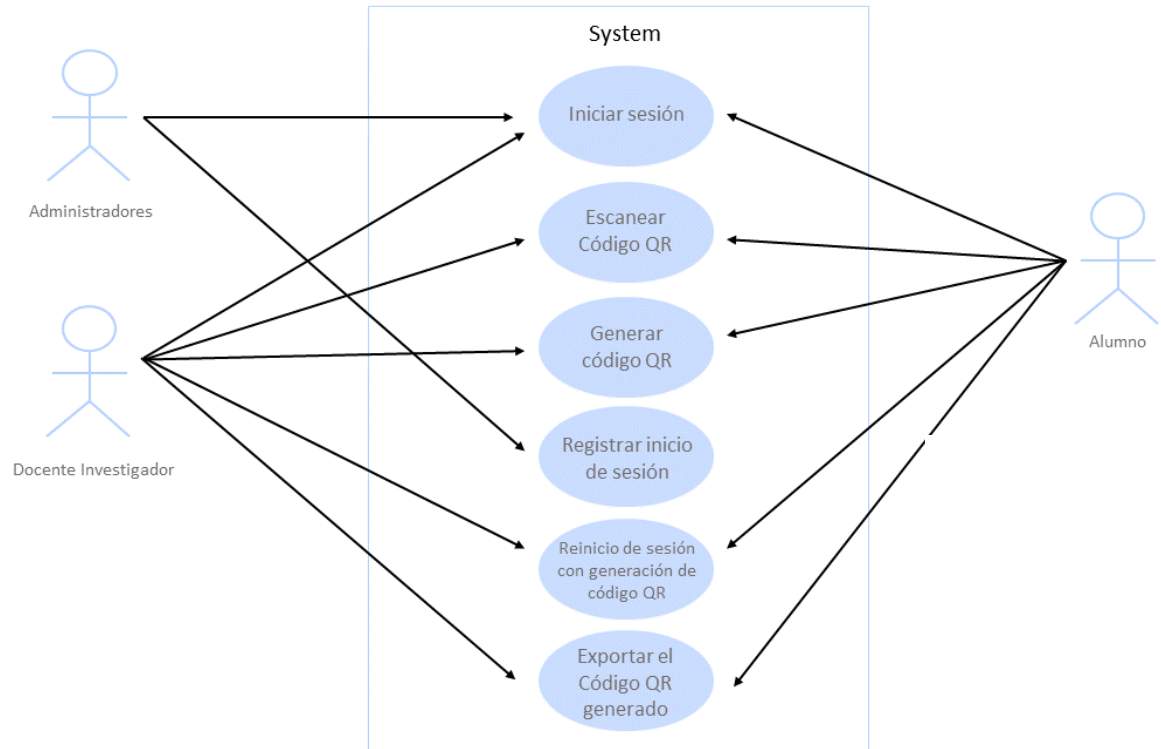 System
Iniciar sesión
Administradores
Escanear
Código QR
Generar
código QR
Alumno
Docente Investigador
Registrar inicio
de sesión
Reinicio de sesión
con generación de
código QR
Exportar el
Código QR
generado